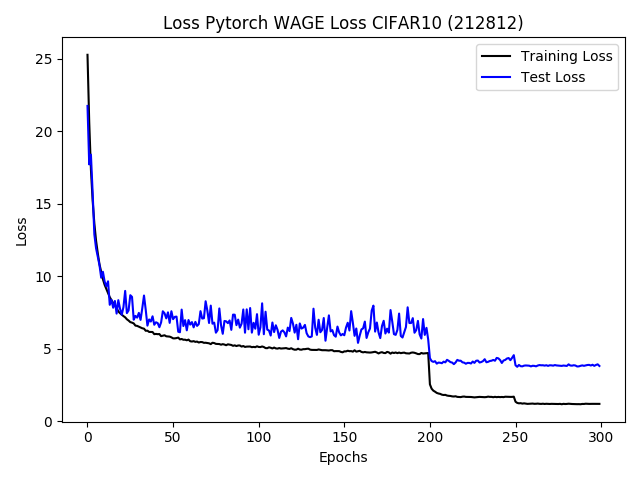 Loss Pytorch WAGE Loss CIFAR10 (212812)
Training Loss
Test Loss
25
20
15
10
5
0
Loss
0 50 100 150 200 250 300
Epochs